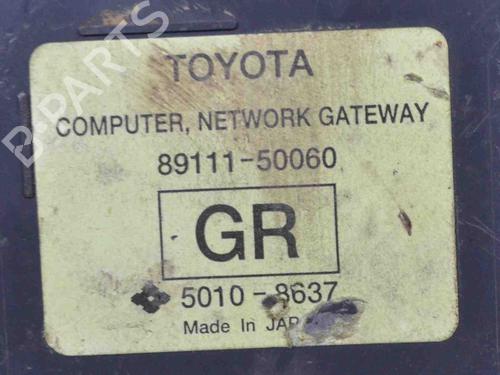 B-PARTS
TOYOTA
COMPUTER, NETWORK GATEWAY
89111-50060
GR
5010-8637
Made In JAP